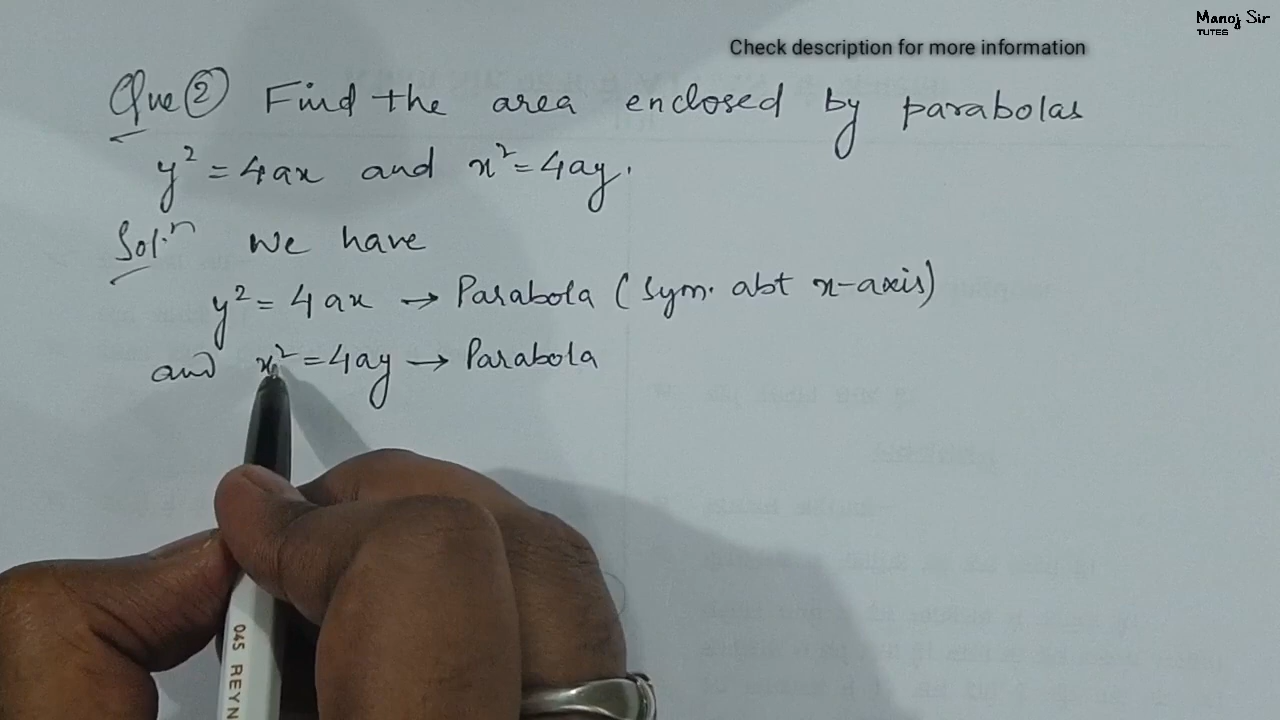 Manoj Sir
TUTES
Check description for more information
Que ② Find the area enclosed by parabolas
y² = 4ax and x² = 4ay.
Sol.ⁿ We have
y² = 4ax → Parabola (Sym. abt x-axis)
and x² = 4ay → Parabola
045 REYN